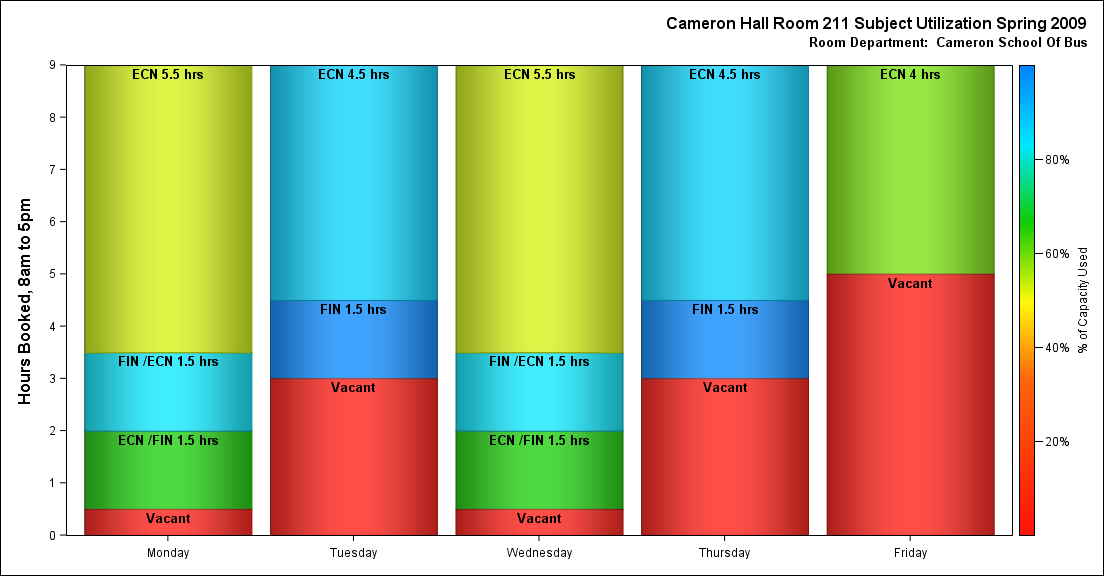 Cameron Hall Room 211 Subject Utilization Spring 2009
Room Department: Cameron School Of Bus
Hours Booked, 8am to 5pm
9
8
7
6
5
4
3
2
1
0
ECN 5.5 hrs
FIN /ECN 1.5 hrs
ECN /FIN 1.5 hrs
Vacant
ECN 4.5 hrs
FIN 1.5 hrs
Vacant
ECN 5.5 hrs
FIN /ECN 1.5 hrs
ECN /FIN 1.5 hrs
Vacant
ECN 4.5 hrs
FIN 1.5 hrs
Vacant
ECN 4 hrs
Vacant
Monday
Tuesday
Wednesday
Thursday
Friday
80%
60%
40%
20%
% of Capacity Used